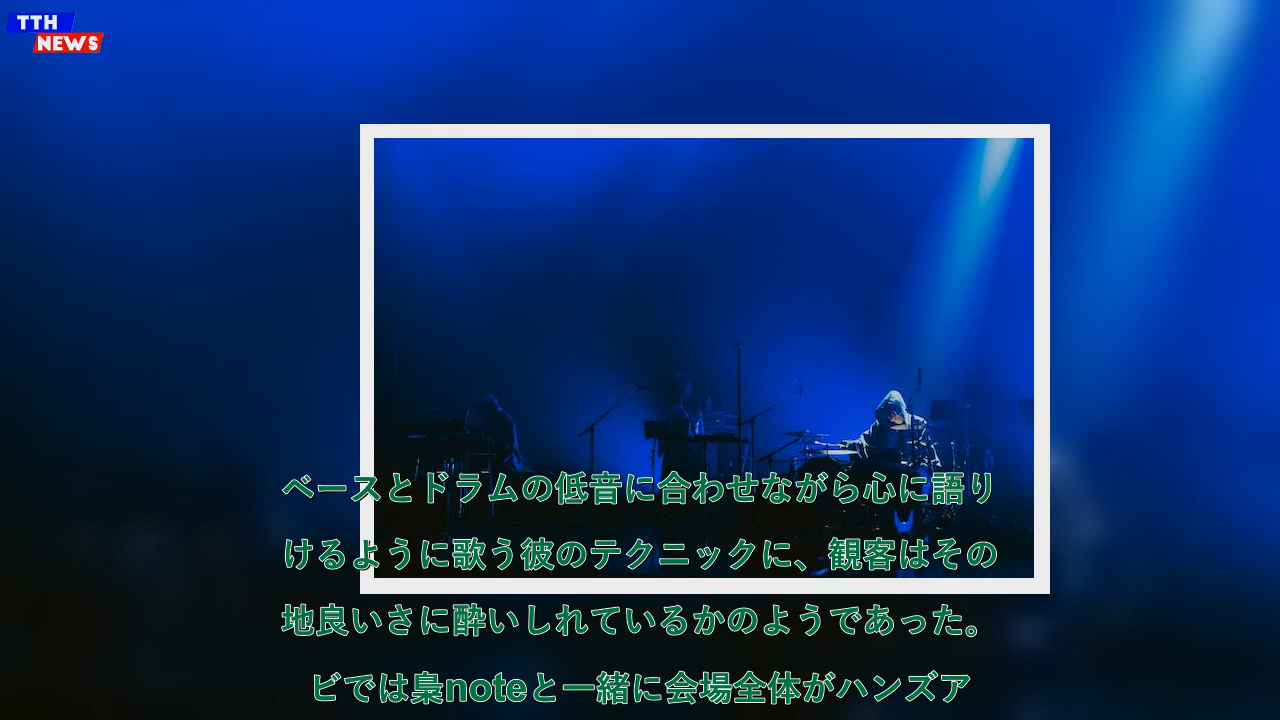 TTH
NEWS
ベースとドラムの低音に合わせながら心に語り
けるように歌う彼のテクニックに、観客はその
地良いさに酔いしれているかのようであった。
ビでは梟noteと一緒に会場全体がハンズア